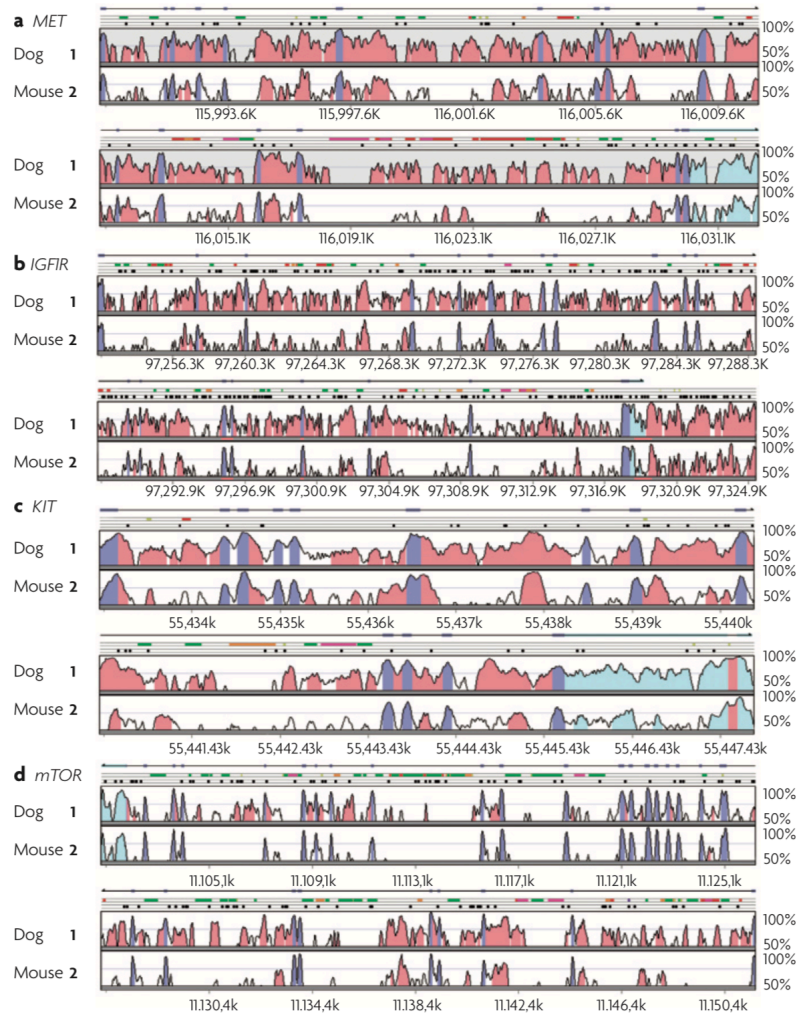 a MET
100%
Dog 1 50%
100%
Mouse 2 50%
115,993.6K 115,997.6K 116,001.6K 116,005.6K 116,009.6K
100%
Dog 1 50%
100%
Mouse 2 50%
116,015.1K 116,019.1K 116,023.1K 116,027.1K 116,031.1K
b IGFIR
100%
Dog 1 50%
100%
Mouse 2 50%
97,256.3K 97,260.3K 97,264.3K 97,268.3K 97,272.3K 97,276.3K 97,280.3K 97,284.3K 97,288.3K
100%
Dog 1 50%
100%
Mouse 2 50%
97,292.9K 97,296.9K 97,300.9K 97,304.9K 97,308.9K 97,312.9K 97,316.9K 97,320.9K 97,324.9K
c KIT
100%
Dog 1 50%
100%
Mouse 2 50%
55,434k 55,435k 55,436k 55,437k 55,438k 55,439k 55,440k
100%
Dog 1 50%
100%
Mouse 2 50%
55,441.43k 55,442.43k 55,443.43k 55,444.43k 55,445.43k 55,446.43k 55,447.43k
d mTOR
100%
Dog 1 50%
100%
Mouse 2 50%
11.105,1k 11.109,1k 11.113,1k 11.117,1k 11.121,1k 11.125,1k
100%
Dog 1 50%
100%
Mouse 2 50%
11.130,4k 11.134,4k 11.138,4k 11.142,4k 11.146,4k 11.150,4k